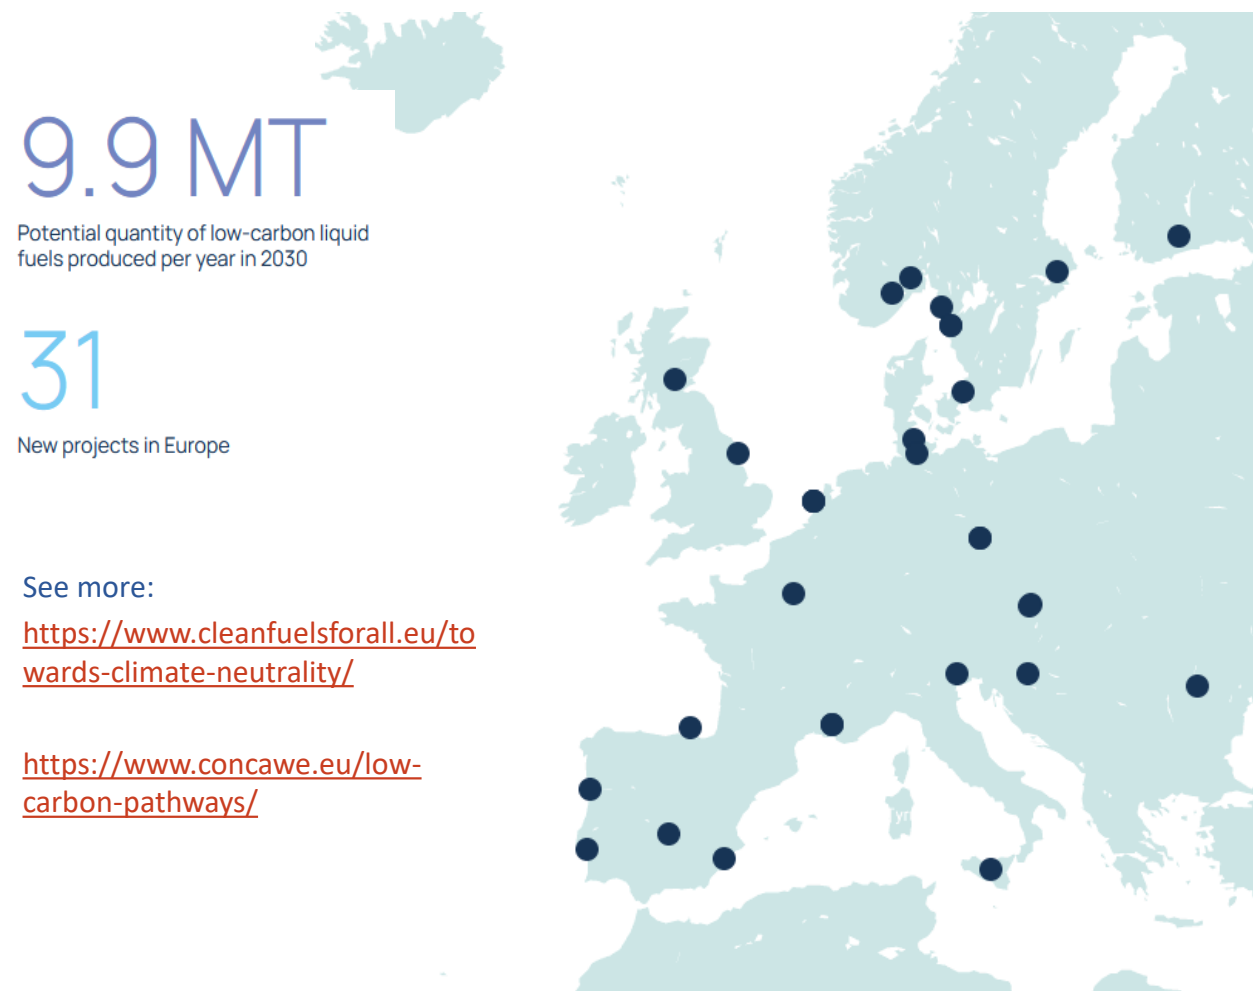 9.9 MT
Potential quantity of low-carbon liquid
fuels produced per year in 2030
31
New projects in Europe
See more:
https://www.cleanfuelsforall.eu/to
wards-climate-neutrality/
https://www.concawe.eu/low-
carbon-pathways/